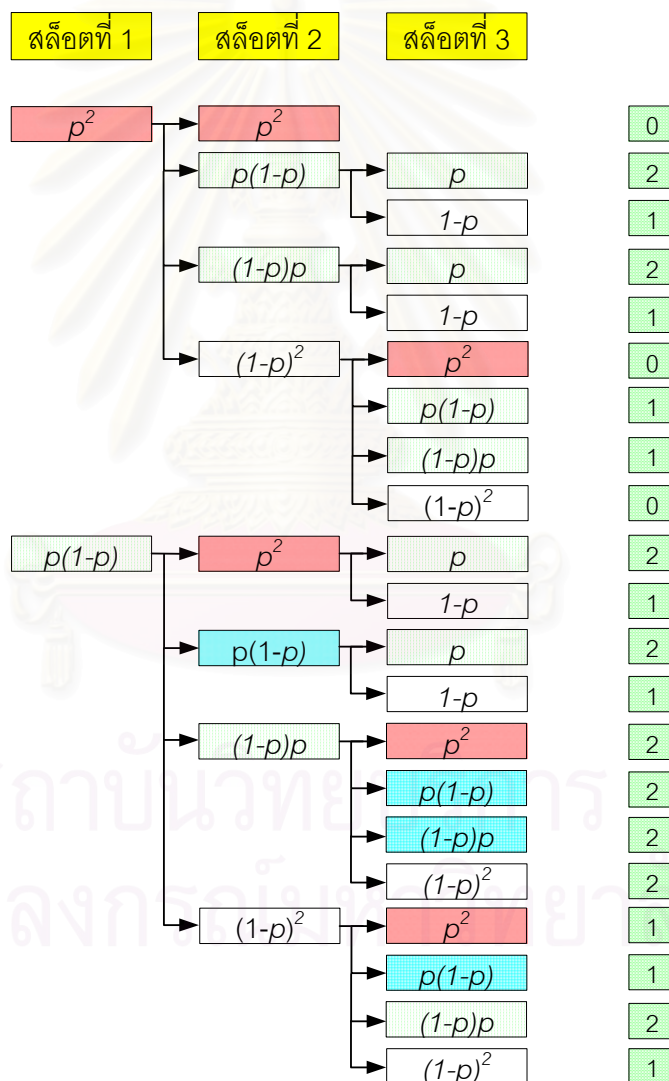 สล็อตที่ 1 สล็อตที่ 2 สล็อตที่ 3
p² p² 0
p(1-p) p 2
1-p 1
(1-p)p p 2
1-p 1
(1-p)² p² 0
p(1-p) 1
(1-p)p 1
(1-p)² 0
p(1-p) p² p 2
1-p 1
p(1-p) p 2
1-p 1
(1-p)p p² 2
p(1-p) 2
(1-p)p 2
(1-p)² 2
(1-p)² p² 1
p(1-p) 1
(1-p)p 2
(1-p)² 1